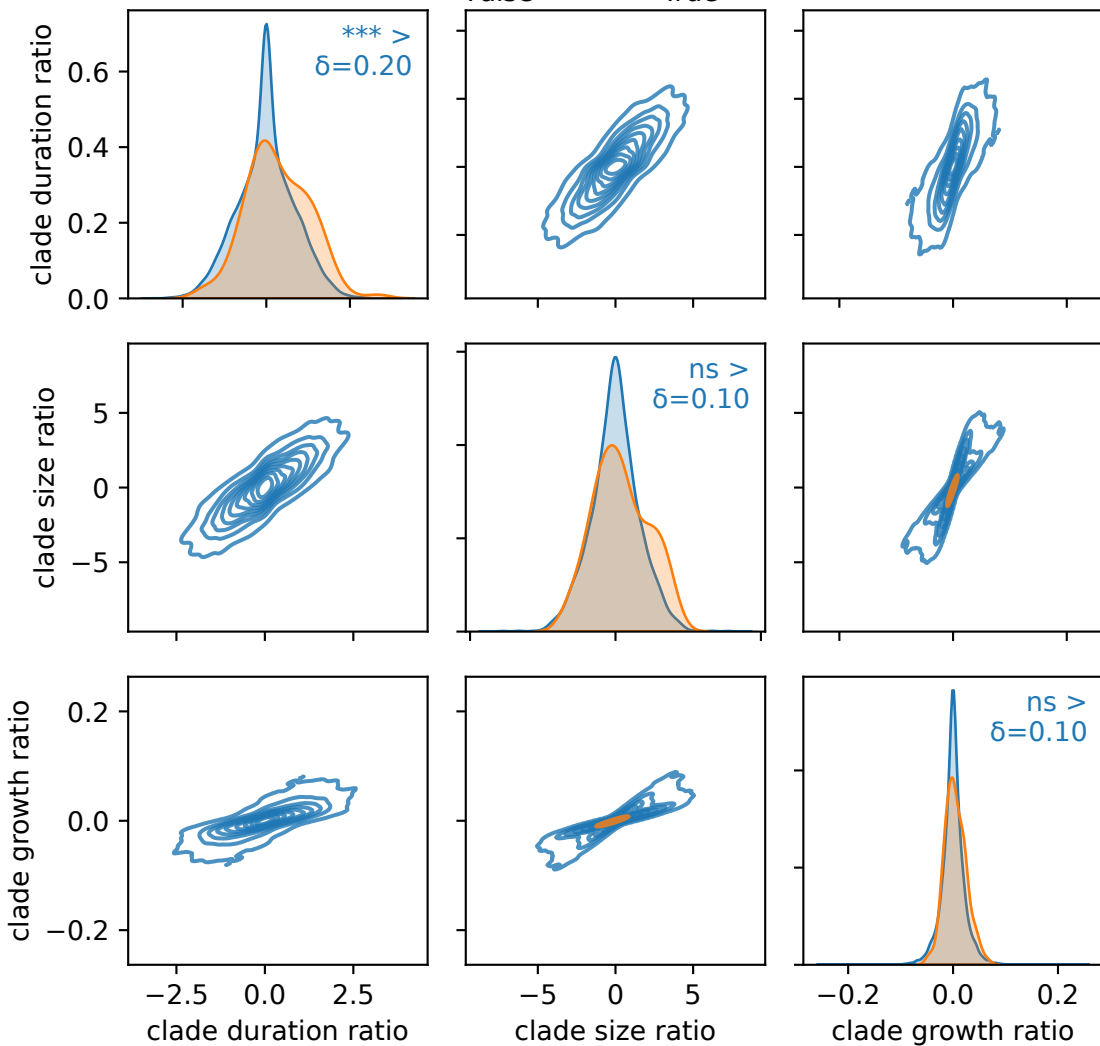 clade duration ratio
0.6
0.4
0.2
0.0
*** >
δ=0.20
clade size ratio
5
0
−5
ns >
δ=0.10
clade growth ratio
0.2
0.0
−0.2
ns >
δ=0.10
−2.5 0.0 2.5
clade duration ratio
−5 0 5
clade size ratio
−0.2 0.0 0.2
clade growth ratio